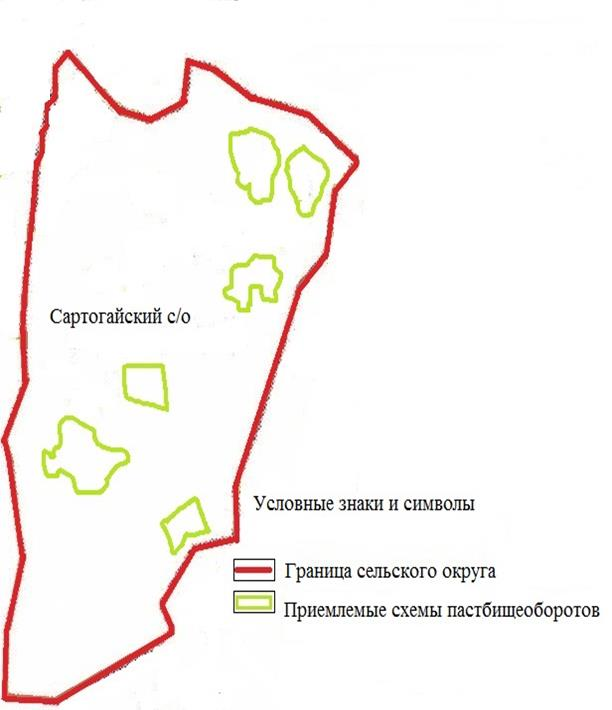 Сартогайский с/о
Условные знаки и символы
Граница сельского округа
Приемлемые схемы пастбищеоборотов